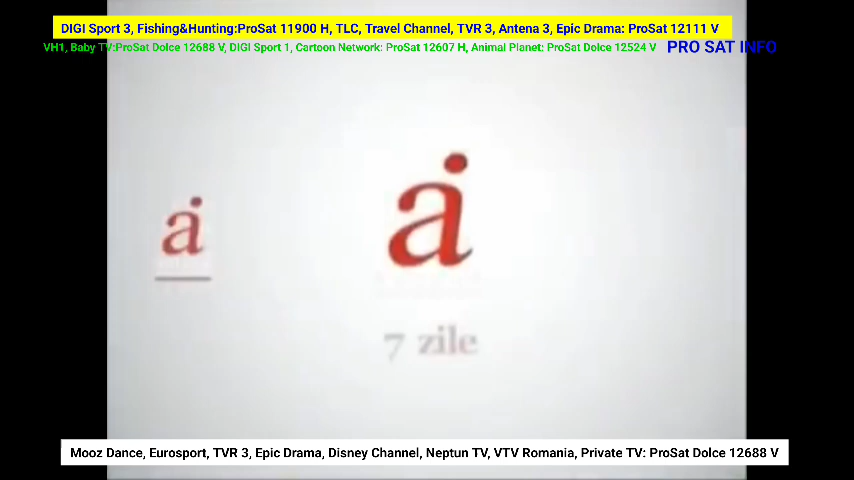 DIGI Sport 3, Fishing&Hunting:ProSat 11900 H, TLC, Travel Channel, TVR 3, Antena 3, Epic Drama: ProSat 12111 V
VH1, Baby TV:ProSat Dolce 12688 V, DIGI Sport 1, Cartoon Network: ProSat 12607 H, Animal Planet: ProSat Dolce 12524 V PRO SAT INFO
a a
7 zile
Mooz Dance, Eurosport, TVR 3, Epic Drama, Disney Channel, Neptun TV, VTV Romania, Private TV: ProSat Dolce 12688 V